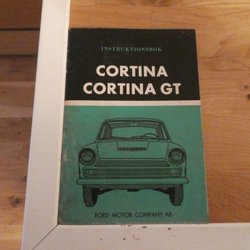 INSTRUKTIONSBOK
CORTINA
CORTINA GT
FORD MOTOR COMPANY AB